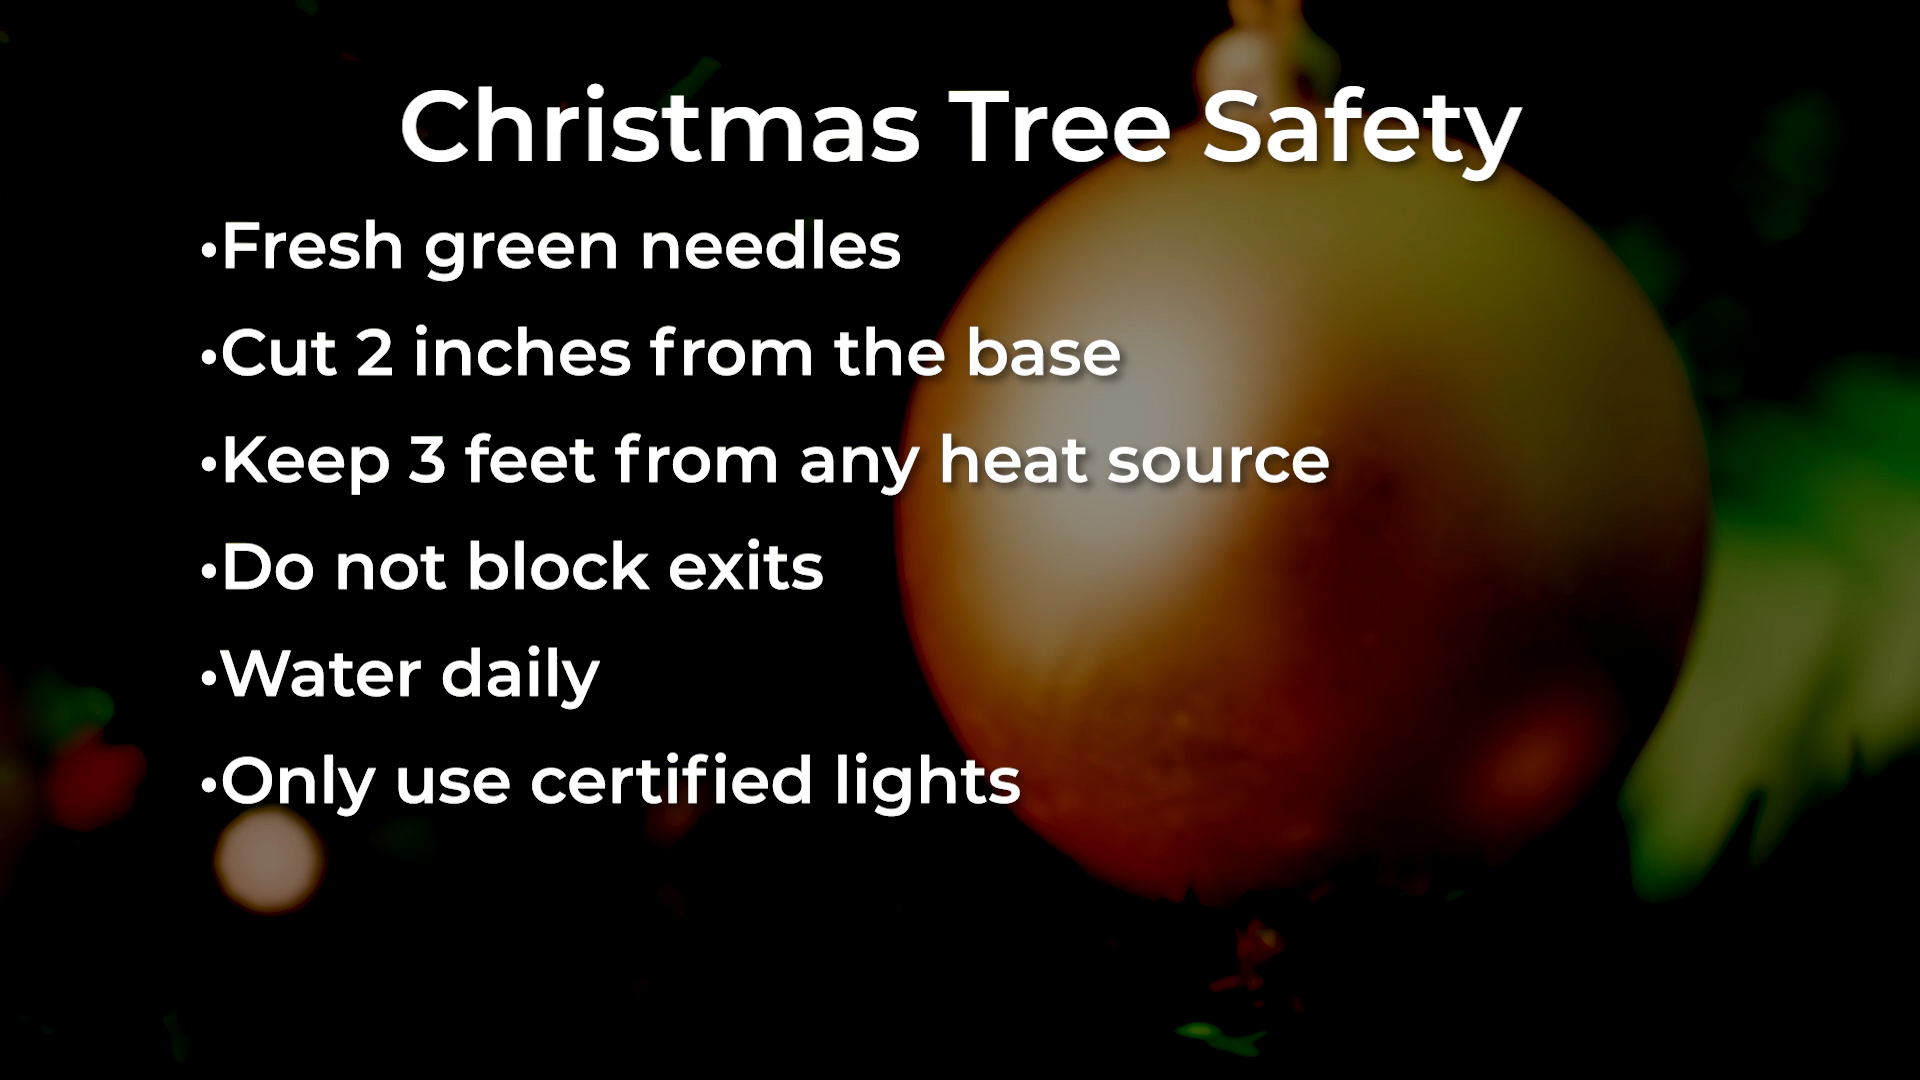 Christmas Tree Safety
•Fresh green needles
•Cut 2 inches from the base
•Keep 3 feet from any heat source
•Do not block exits
•Water daily
•Only use certified lights